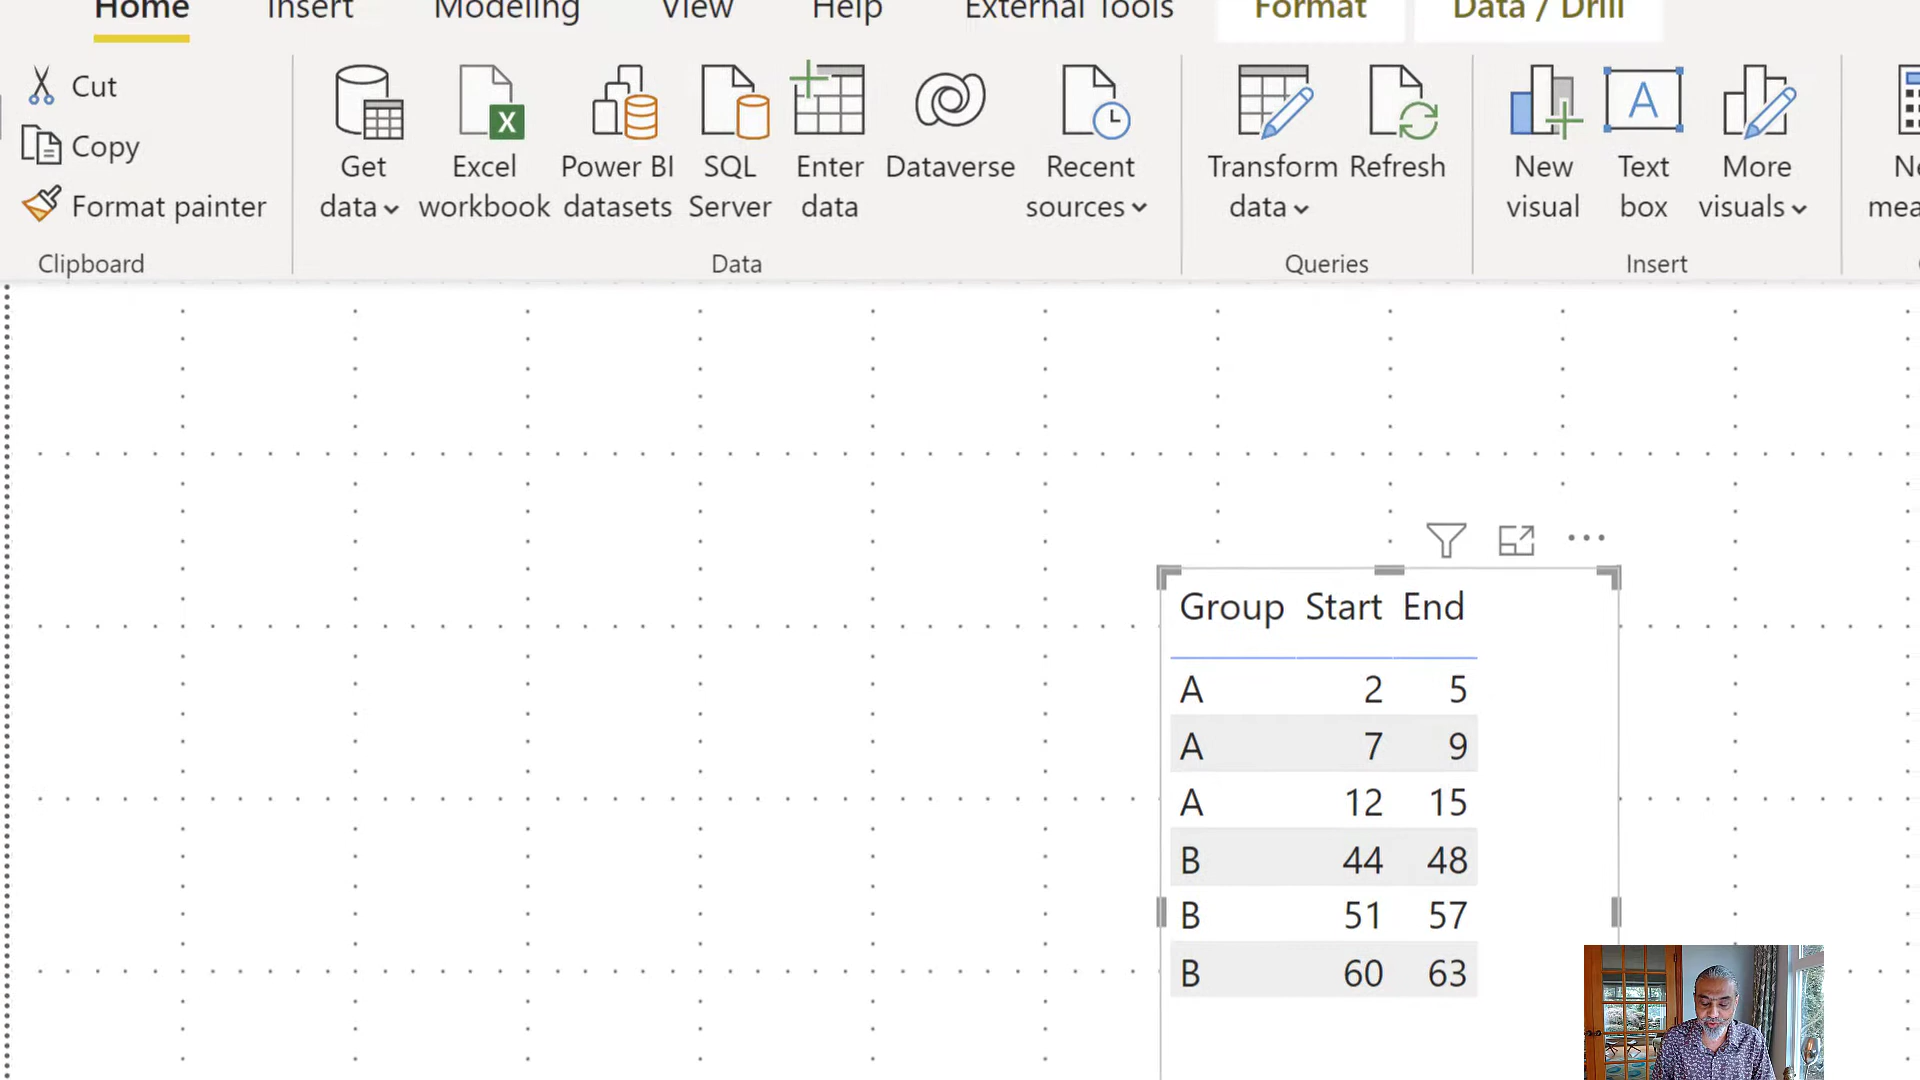 Home Insert Modeling View Help External Tools Format Data / Drill
Cut
Copy
Format painter
Clipboard
Get data
Excel workbook
Power BI datasets
SQL Server
Enter data
Dataverse
Recent sources
Data
Transform data
Refresh
Queries
New visual
Text box
More visuals
Insert
Group Start End
A 2 5
A 7 9
A 12 15
B 44 48
B 51 57
B 60 63